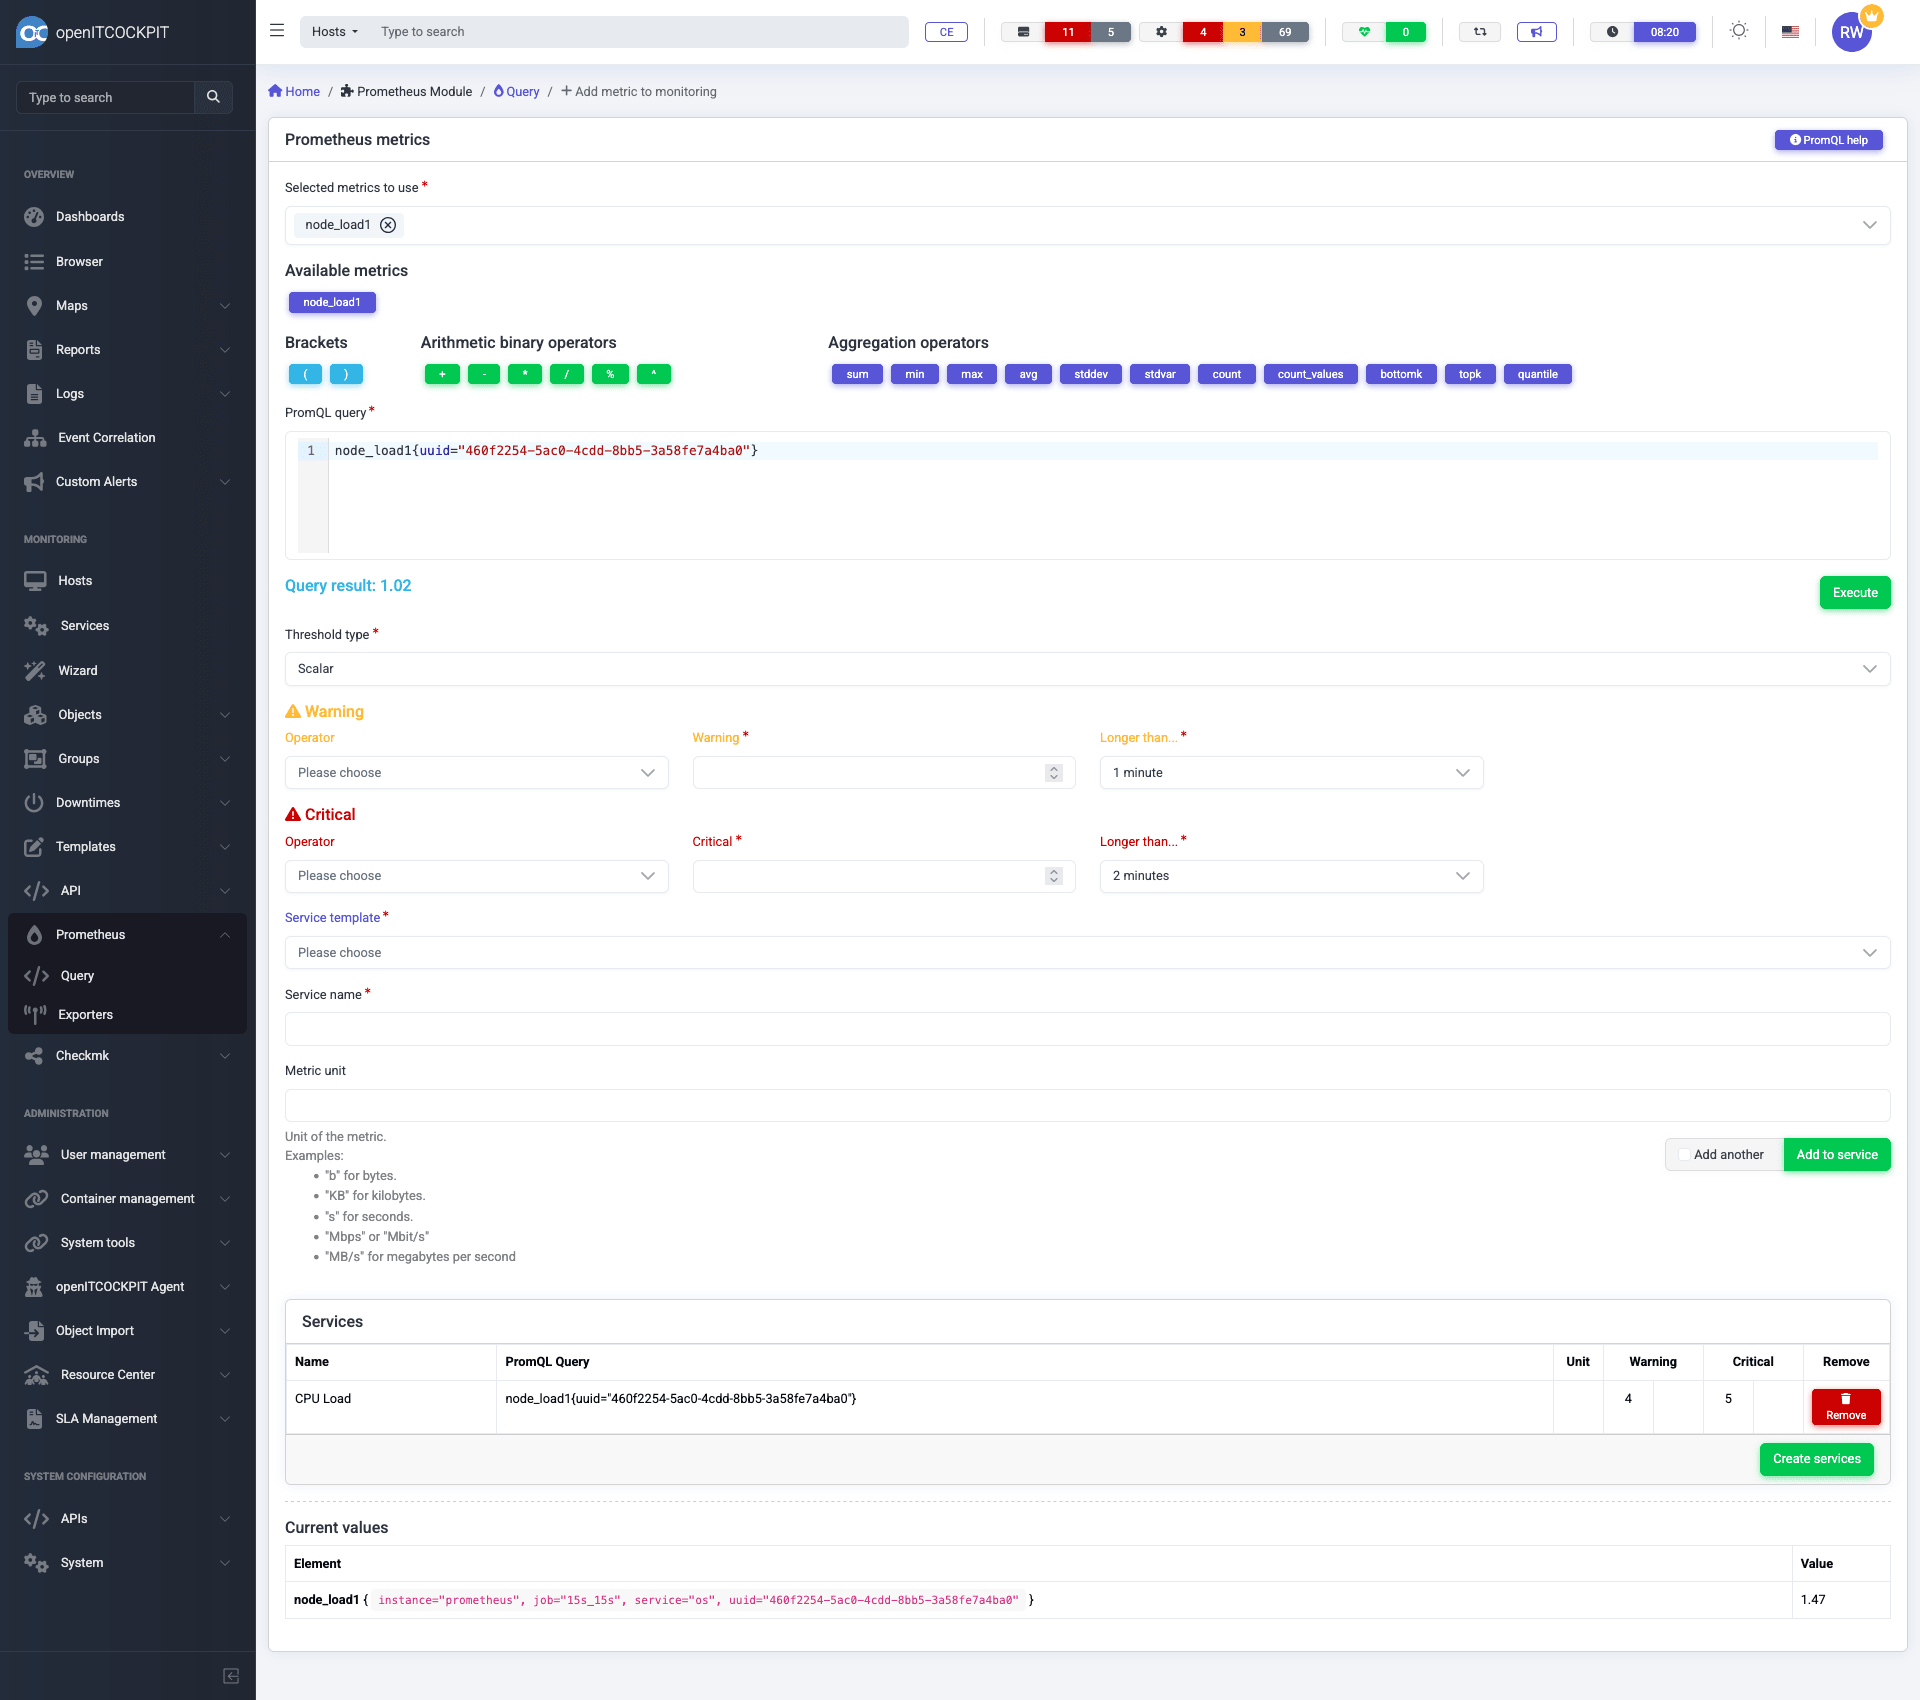 openITCOCKPIT
Hosts
Type to search
CE
11
5
4
3
69
0
08:20
RW
Type to search
Home / Prometheus Module / Query / Add metric to monitoring
OVERVIEW
Dashboards
Browser
Maps
Reports
Logs
Event Correlation
Custom Alerts
MONITORING
Hosts
Services
Wizard
Objects
Groups
Downtimes
Templates
API
Prometheus
Query
Exporters
Checkmk
ADMINISTRATION
User management
Container management
System tools
openITCOCKPIT Agent
Object Import
Resource Center
SLA Management
SYSTEM CONFIGURATION
APIs
System
Prometheus metrics
PromQL help
Selected metrics to use *
node_load1
Available metrics
node_load1
Brackets
( )
Arithmetic binary operators
+ - * / % ^
Aggregation operators
sum min max avg stddev stdvar count count_values bottomk topk quantile
PromQL query *
1 node_load1{uuid="460f2254-5ac0-4cdd-8bb5-3a58fe7a4ba0"}
Query result: 1.02
Execute
Threshold type *
Scalar
Warning
Operator
Warning *
Longer than... *
Please choose
1 minute
Critical
Operator
Critical *
Longer than... *
Please choose
2 minutes
Service template *
Please choose
Service name *
Metric unit
Unit of the metric.
Examples:
• "b" for bytes.
• "KB" for kilobytes.
• "s" for seconds.
• "Mbps" or "Mbit/s"
• "MB/s" for megabytes per second
Add another
Add to service
Services
Name PromQL Query Unit Warning Critical Remove
CPU Load node_load1{uuid="460f2254-5ac0-4cdd-8bb5-3a58fe7a4ba0"} 4 5 Remove
Create services
Current values
Element Value
node_load1 { instance="prometheus", job="15s_15s", service="os", uuid="460f2254-5ac0-4cdd-8bb5-3a58fe7a4ba0" } 1.47